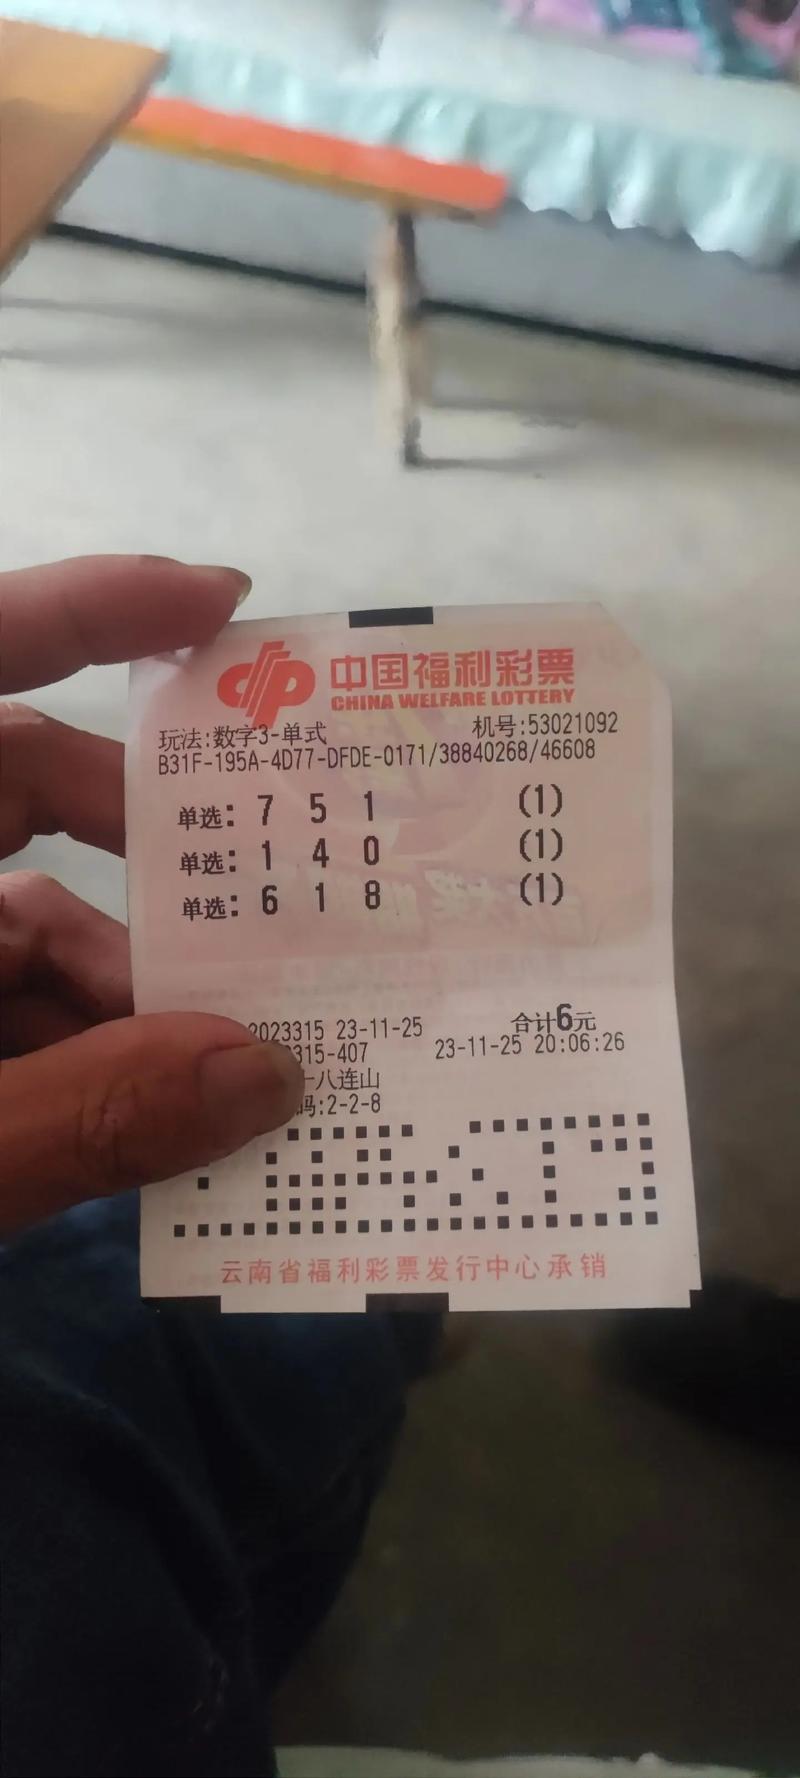 中国福利彩票
CHINA WELFARE LOTTERY
玩法:数字3-单式 机号:53021092
B31F-195A-4D77-DFDE-0171/38840268/46608
单选: 7 5 1 (1)
单选: 1 4 0 (1)
单选: 6 1 8 (1)
2023315 23-11-25 合计6元
315-407 23-11-25 20:06:26
十八连山
码:2-2-8
云南省福利彩票发行中心承销